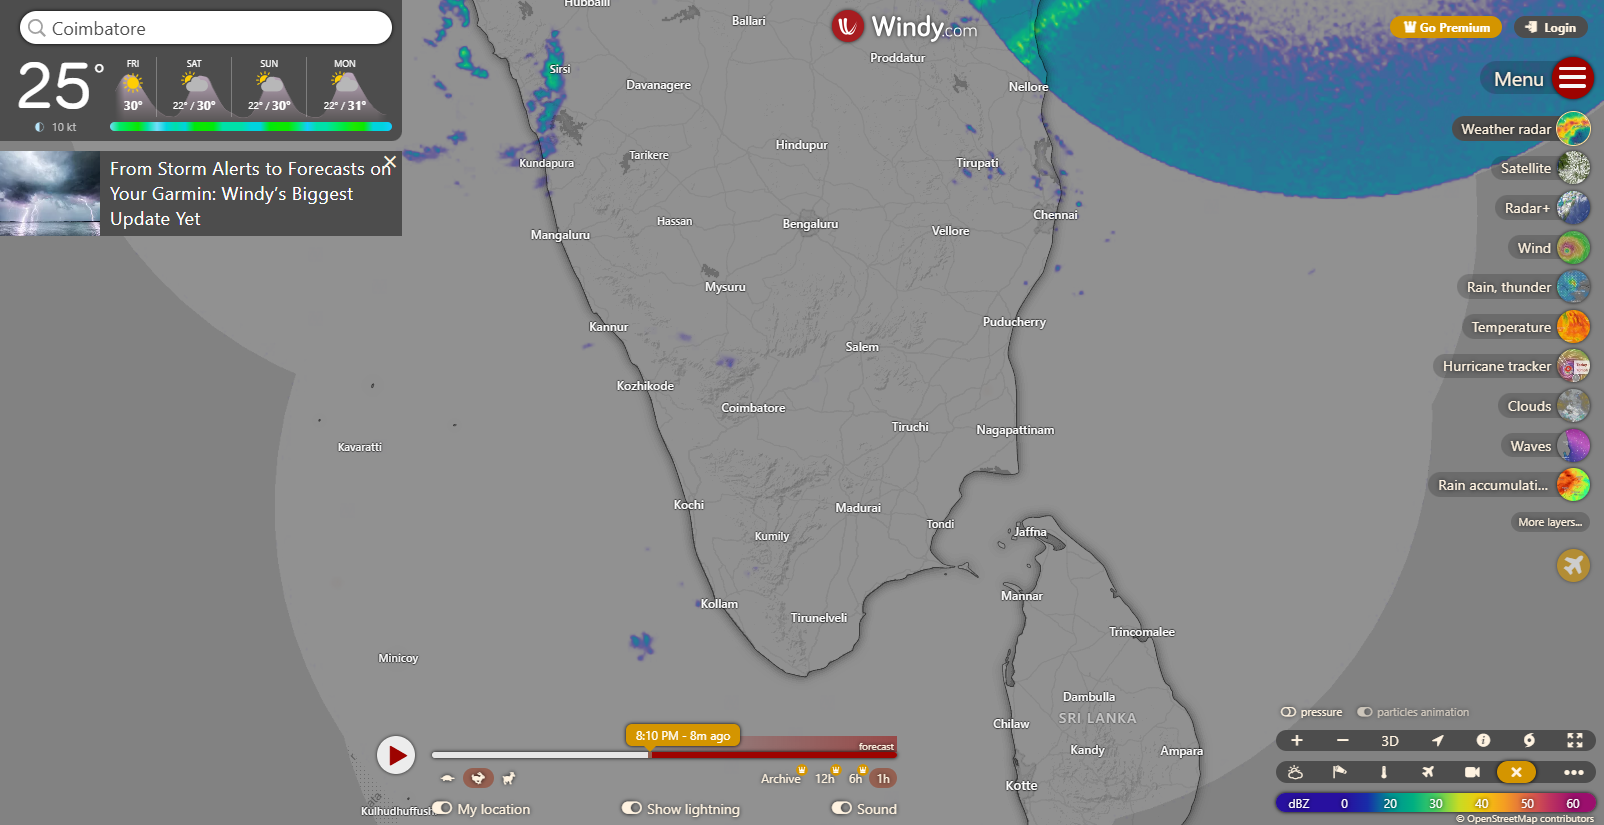 Coimbatore
25°
10 kt
FRI
30°
SAT
22° / 30°
SUN
22° / 30°
MON
22° / 31°
From Storm Alerts to Forecasts on
Your Garmin: Windy's Biggest
Update Yet
Windy.com
Go Premium
Login
Menu
Weather radar
Satellite
Radar+
Wind
Rain, thunder
Temperature
Hurricane tracker
Clouds
Waves
Rain accumulati...
More layers...
Hubballi
Ballari
Proddatur
Sirsi
Davanagere
Nellore
Kundapura
Tarikere
Hindupur
Tirupati
Mangaluru
Hassan
Bengaluru
Vellore
Chennai
Mysuru
Kannur
Puducherry
Salem
Kozhikode
Coimbatore
Tiruchi
Nagapattinam
Kavaratti
Kochi
Madurai
Kumily
Tondi
Jaffna
Kollam
Tirunelveli
Mannar
Trincomalee
Minicoy
Dambulla
SRI LANKA
Chilaw
Kandy
Ampara
Kotte
Kulhudhuffushi
8:10 PM - 8m ago
forecast
Archive
12h
6h
1h
My location
Show lightning
Sound
pressure
particles animation
+
−
3D
dBZ 0 20 30 40 50 60
© OpenStreetMap contributors